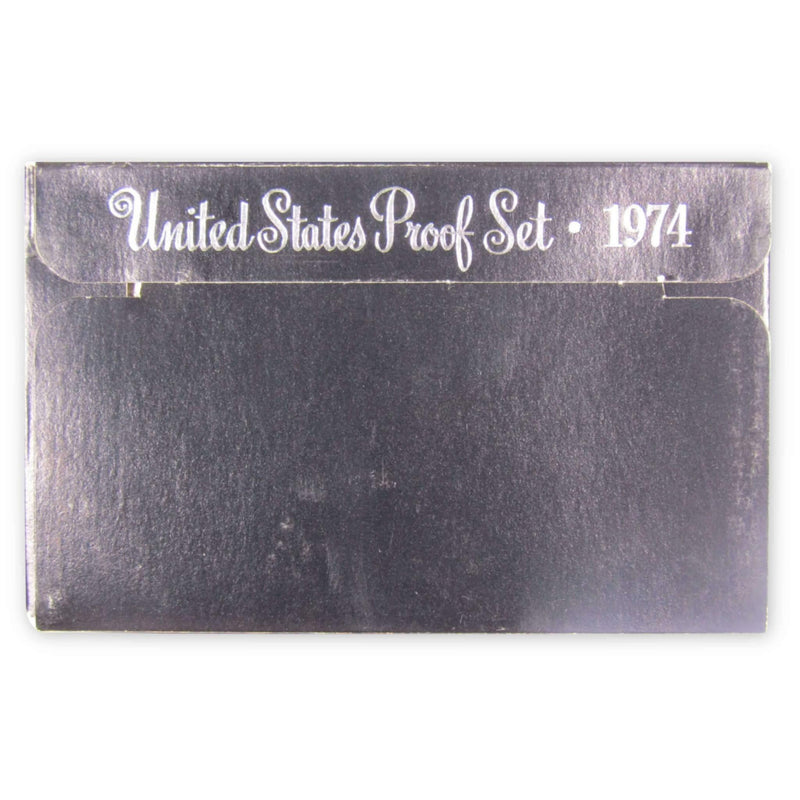 United States Proof Set • 1974